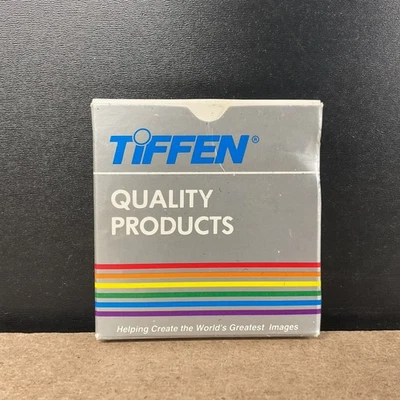 TiFFEN®
QUALITY
PRODUCTS
Helping Create the World's Greatest Images